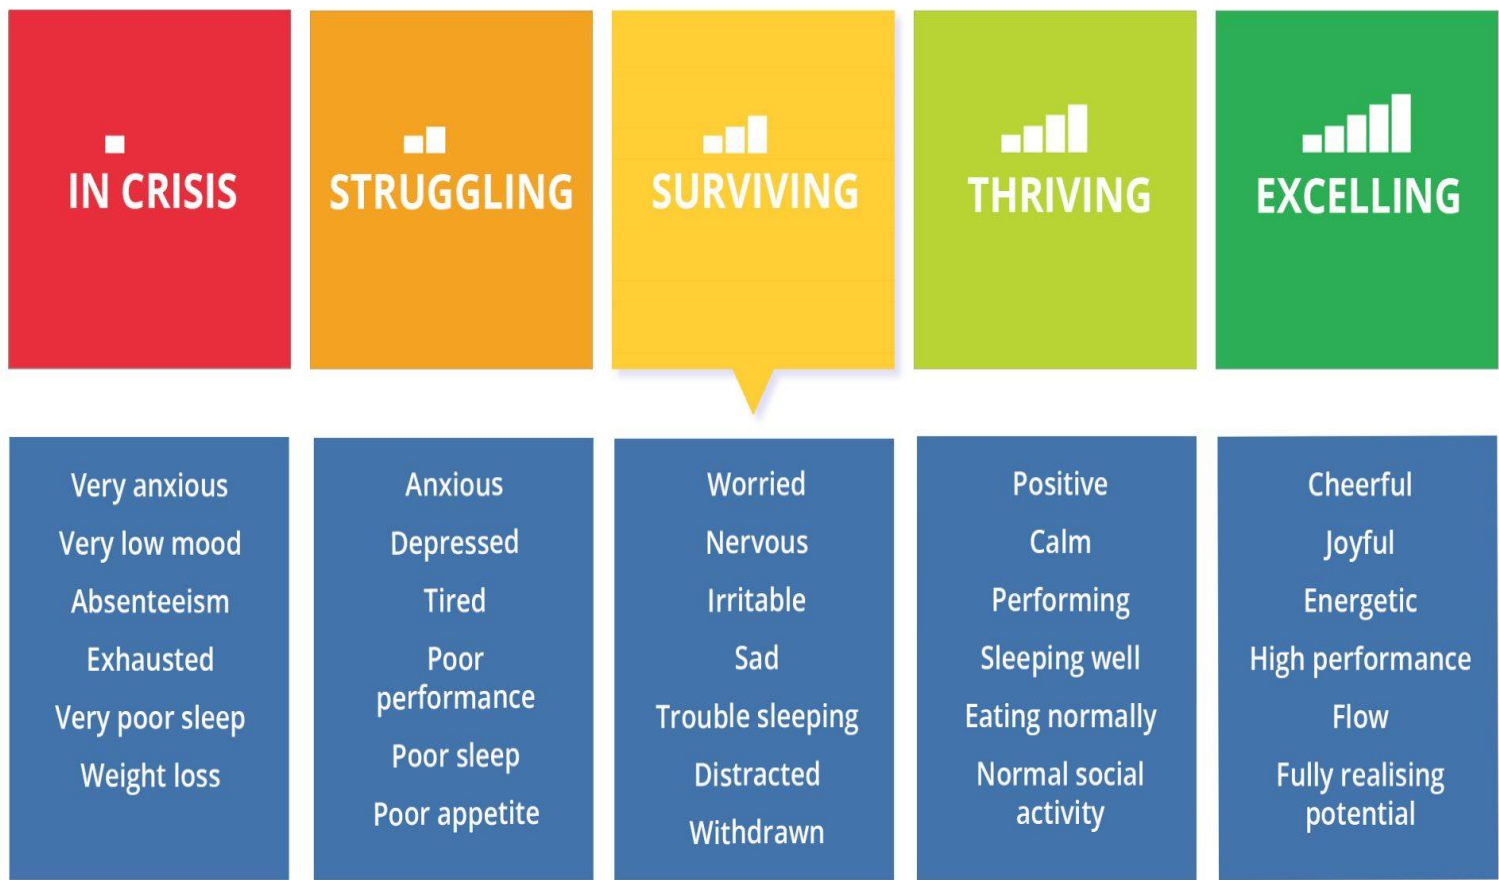 IN CRISIS
STRUGGLING
SURVIVING
THRIVING
EXCELLING
Very anxious
Very low mood
Absenteeism
Exhausted
Very poor sleep
Weight loss
Anxious
Depressed
Tired
Poor
performance
Poor sleep
Poor appetite
Worried
Nervous
Irritable
Sad
Trouble sleeping
Distracted
Withdrawn
Positive
Calm
Performing
Sleeping well
Eating normally
Normal social
activity
Cheerful
Joyful
Energetic
High performance
Flow
Fully realising
potential